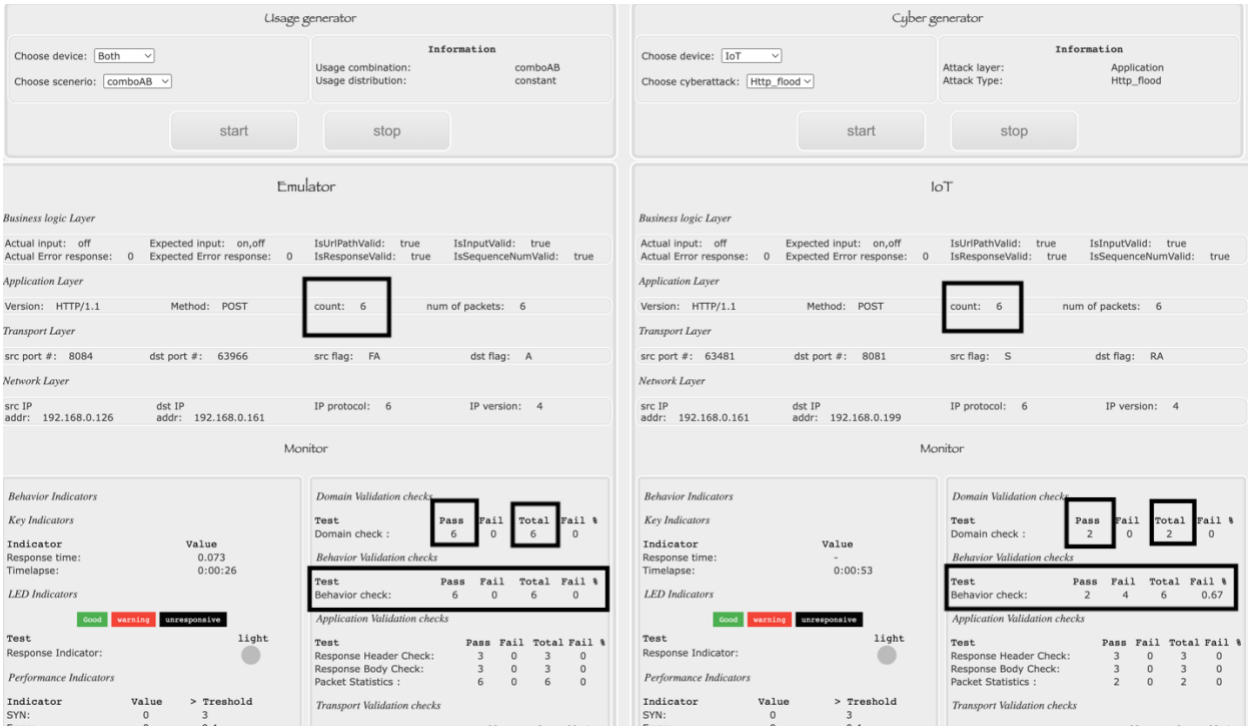 Usage generator
Choose device: Both
Choose scenerio: comboAB
Information
Usage combination: comboAB
Usage distribution: constant
start stop
Cyber generator
Choose device: IoT
Choose cyberattack: Http_flood
Information
Attack layer: Application
Attack Type: Http_flood
start stop
Emulator
Business logic Layer
Actual input: off Expected input: on,off IsUrlPathValid: true IsInputValid: true
Actual Error response: 0 Expected Error response: 0 IsResponseValid: true IsSequenceNumValid: true
Application Layer
Version: HTTP/1.1 Method: POST count: 6 num of packets: 6
Transport Layer
src port #: 8084 dst port #: 63966 src flag: FA dst flag: A
Network Layer
src IP dst IP IP protocol: 6 IP version: 4
addr: 192.168.0.126 addr: 192.168.0.161
Monitor
Behavior Indicators
Key Indicators
Indicator Value
Response time: 0.073
Timelapse: 0:00:26
LED Indicators
Good warning unresponsive
Test light
Response Indicator:
Performance Indicators
Indicator Value > Treshold
SYN: 0 3
Domain Validation checks
Test Pass Fail Total Fail %
Domain check : 6 0 6 0
Behavior Validation checks
Test Pass Fail Total Fail %
Behavior check: 6 0 6 0
Application Validation checks
Test Pass Fail Total Fail %
Response Header Check: 3 0 3 0
Response Body Check: 3 0 3 0
Packet Statistics : 6 0 6 0
Transport Validation checks
IoT
Business logic Layer
Actual input: off Expected input: on,off IsUrlPathValid: true IsInputValid: true
Actual Error response: 0 Expected Error response: 0 IsResponseValid: true IsSequenceNumValid: true
Application Layer
Version: HTTP/1.1 Method: POST count: 6 num of packets: 6
Transport Layer
src port #: 63481 dst port #: 8081 src flag: S dst flag: RA
Network Layer
src IP dst IP IP protocol: 6 IP version: 4
addr: 192.168.0.161 addr: 192.168.0.199
Monitor
Behavior Indicators
Key Indicators
Indicator Value
Response time: -
Timelapse: 0:00:53
LED Indicators
Good warning unresponsive
Test light
Response Indicator:
Performance Indicators
Indicator Value > Treshold
SYN: 0 3
Domain Validation checks
Test Pass Fail Total Fail %
Domain check : 2 0 2 0
Behavior Validation checks
Test Pass Fail Total Fail %
Behavior check: 2 4 6 0.67
Application Validation checks
Test Pass Fail Total Fail %
Response Header Check: 3 0 3 0
Response Body Check: 3 0 3 0
Packet Statistics : 2 0 2 0
Transport Validation checks